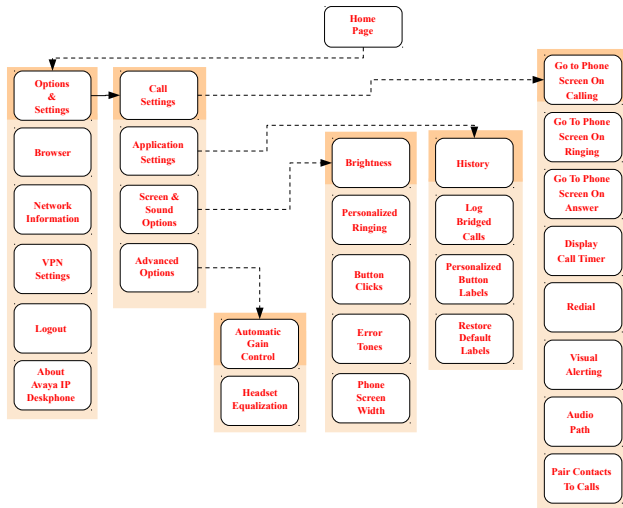 Home
Page
Options
&
Settings
Browser
Network
Information
VPN
Settings
Logout
About
Avaya IP
Deskphone
Call
Settings
Application
Settings
Screen &
Sound
Options
Advanced
Options
Automatic
Gain
Control
Headset
Equalization
Brightness
Personalized
Ringing
Button
Clicks
Error
Tones
Phone
Screen
Width
History
Log
Bridged
Calls
Personalized
Button
Labels
Restore
Default
Labels
Go to Phone
Screen On
Calling
Go To Phone
Screen On
Ringing
Go To Phone
Screen On
Answer
Display
Call Timer
Redial
Visual
Alerting
Audio
Path
Pair Contacts
To Calls